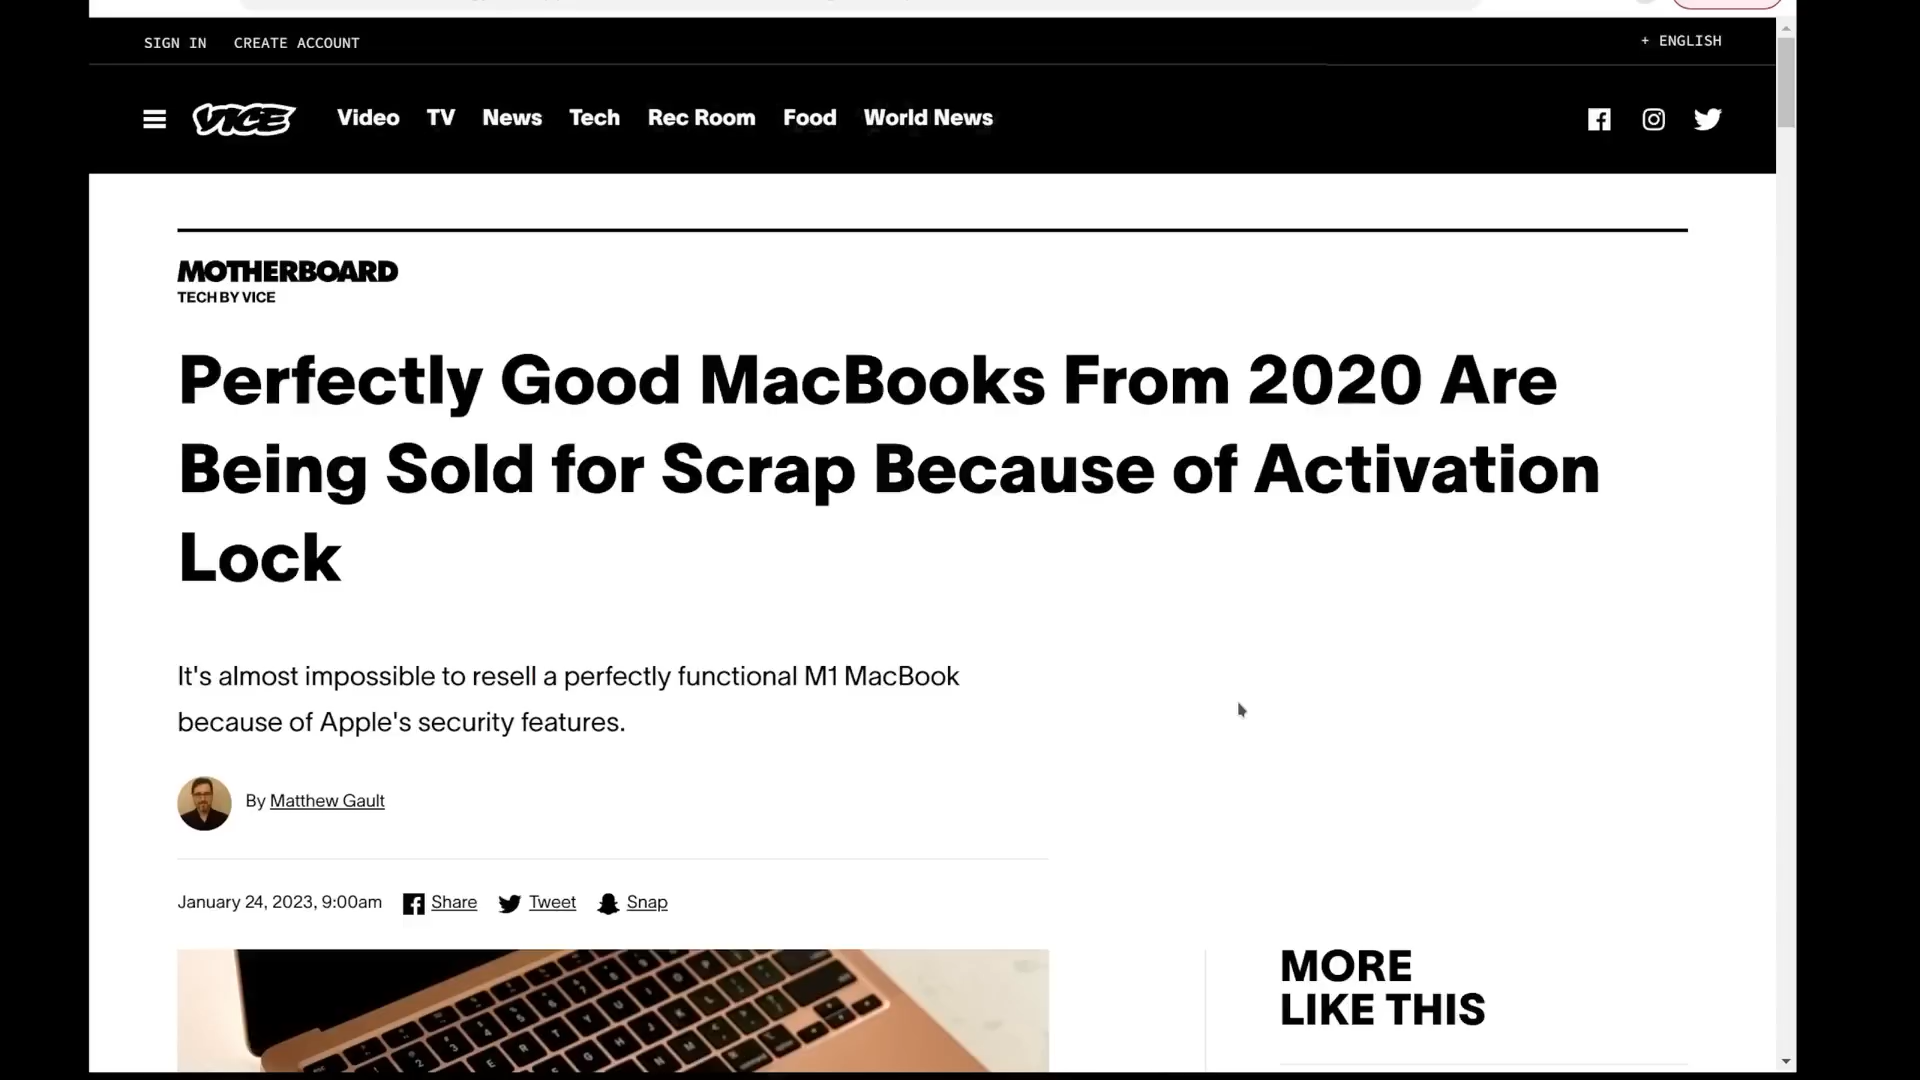 SIGN IN CREATE ACCOUNT + ENGLISH
VICE Video TV News Tech Rec Room Food World News
MOTHERBOARD
TECH BY VICE
Perfectly Good MacBooks From 2020 Are
Being Sold for Scrap Because of Activation
Lock
It's almost impossible to resell a perfectly functional M1 MacBook
because of Apple's security features.
By Matthew Gault
January 24, 2023, 9:00am Share Tweet Snap
MORE
LIKE THIS